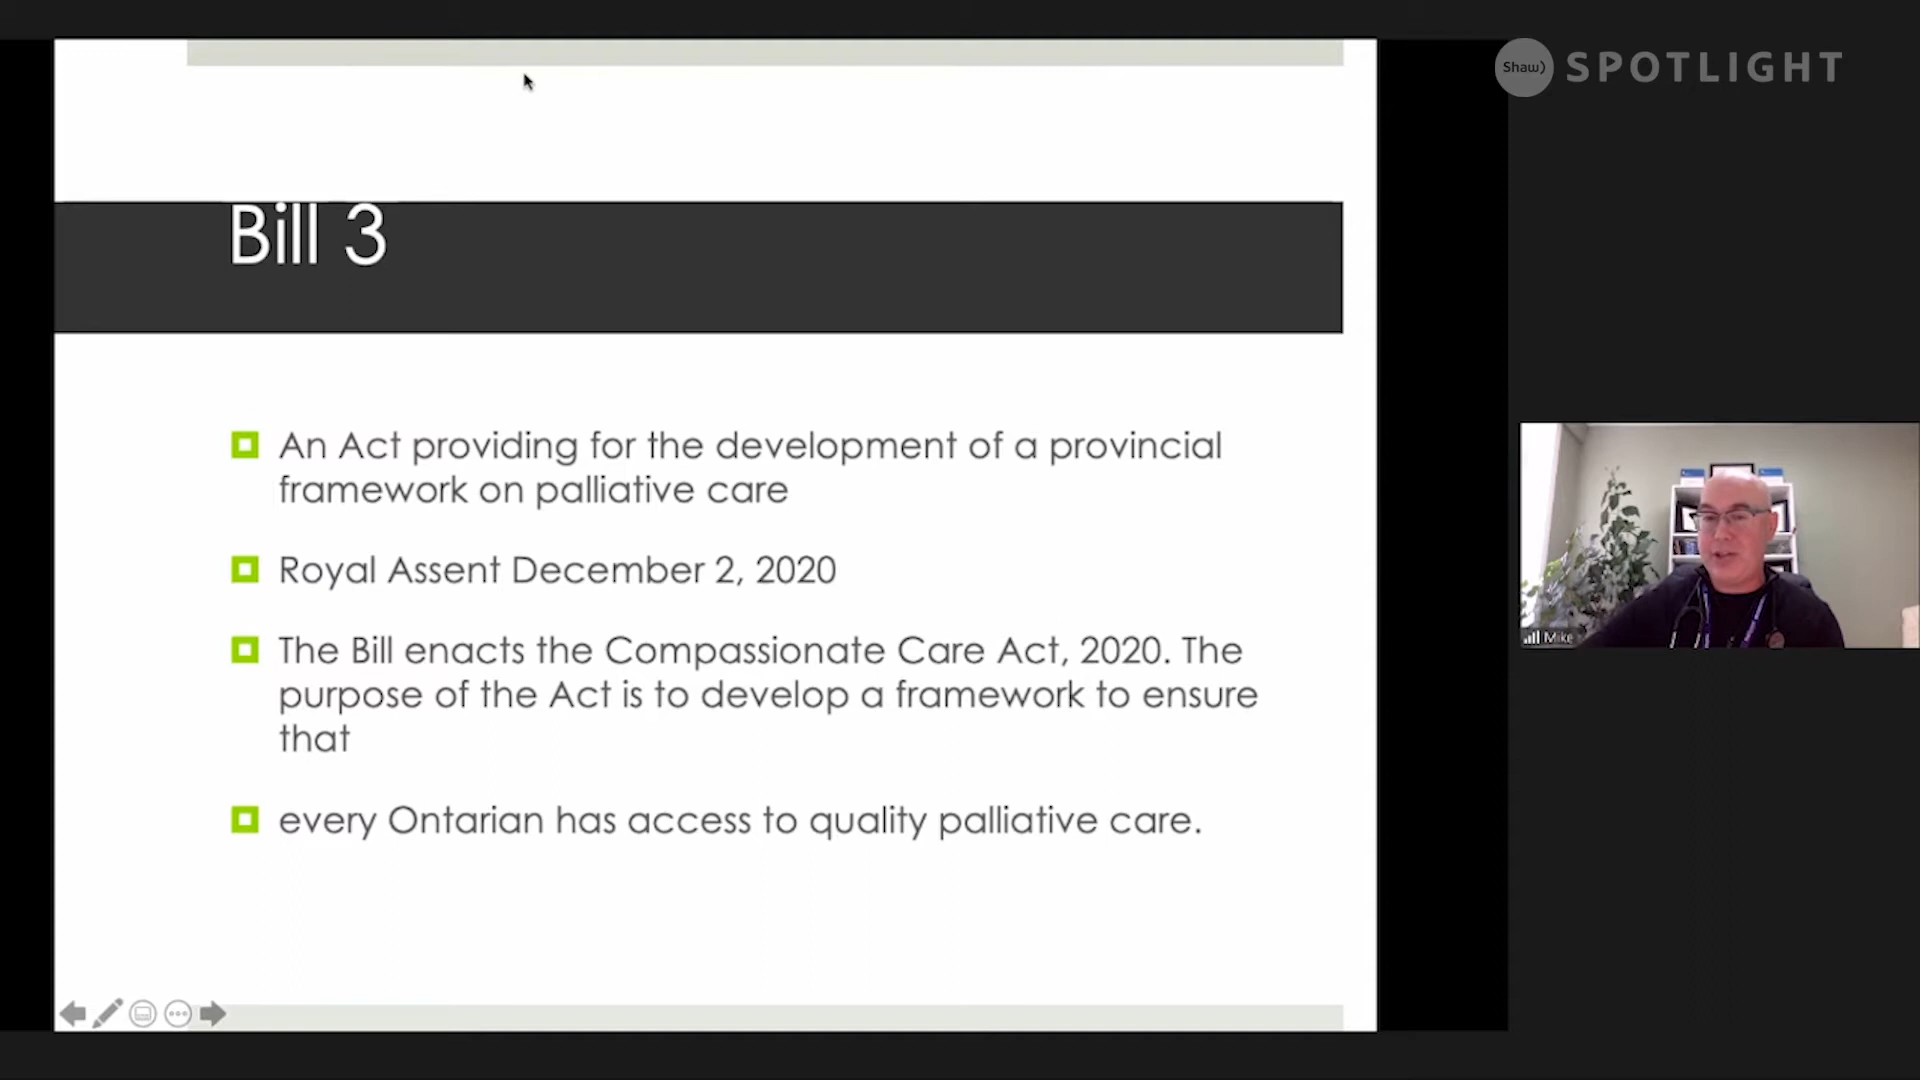 Shaw) SPOTLIGHT
Bill 3
An Act providing for the development of a provincial
framework on palliative care
Royal Assent December 2, 2020
The Bill enacts the Compassionate Care Act, 2020. The
purpose of the Act is to develop a framework to ensure
that
every Ontarian has access to quality palliative care.
Mike